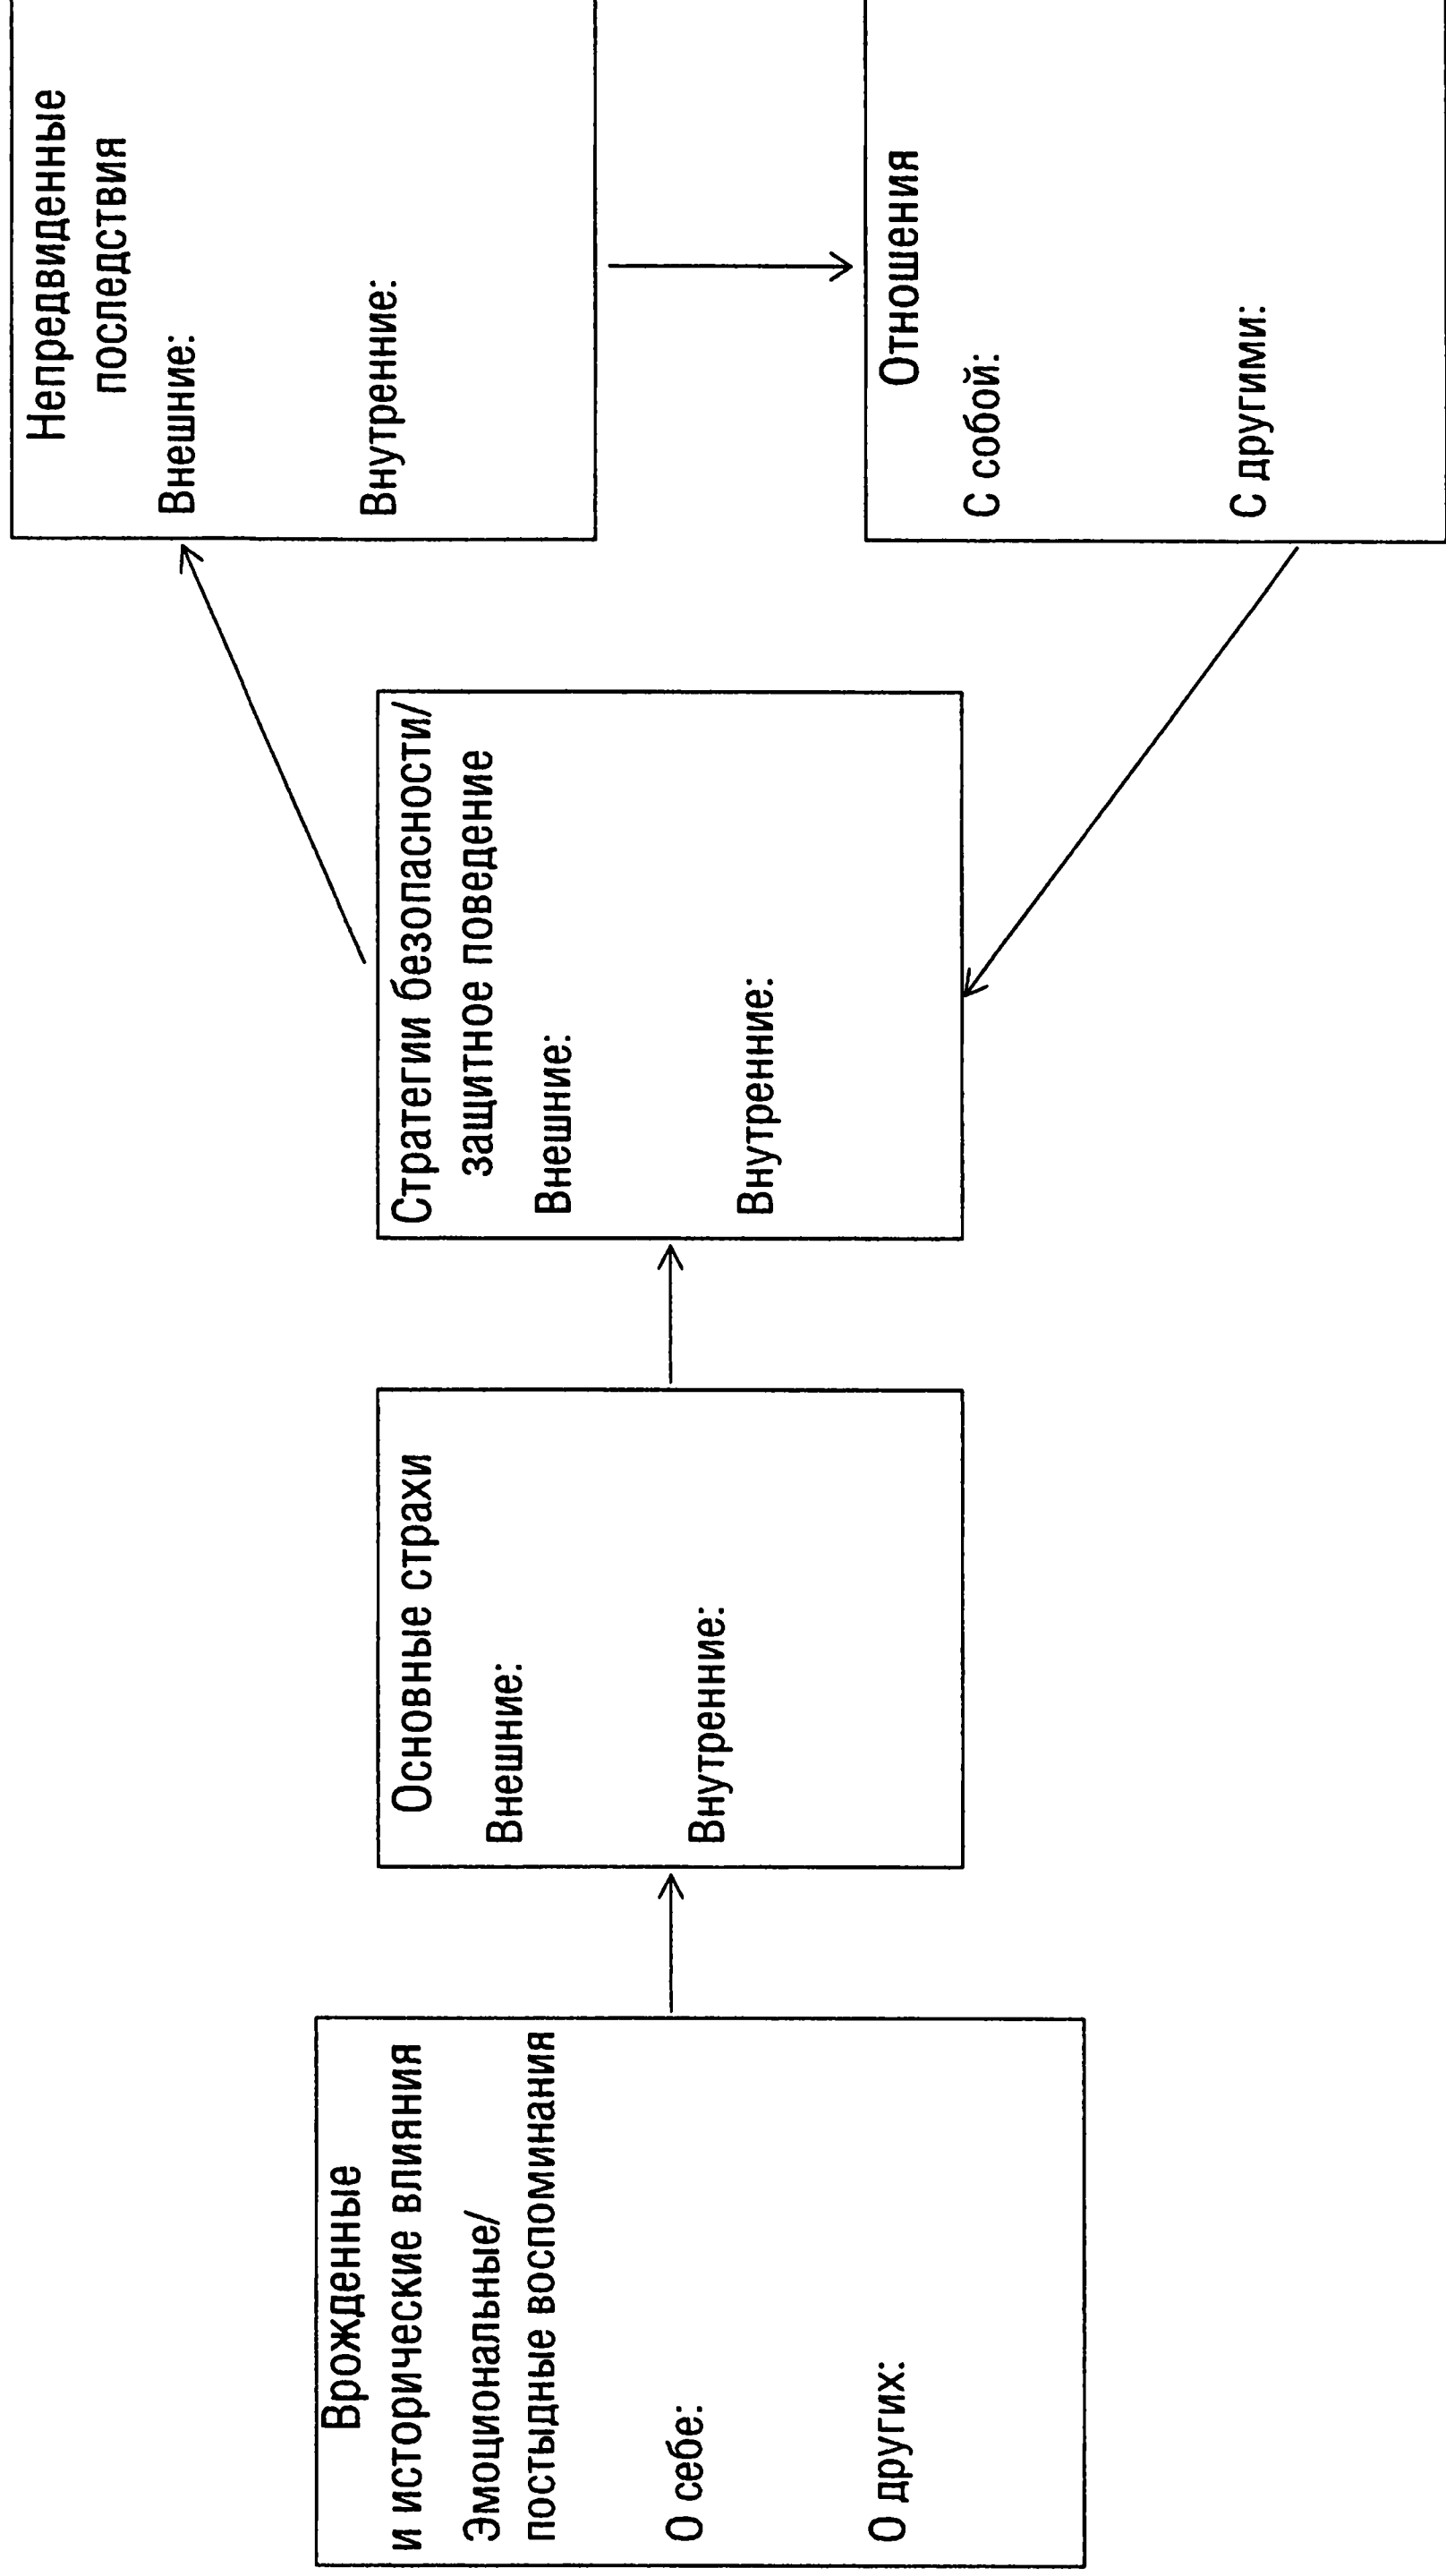 Врожденные
и исторические влияния
Эмоциональные/
постыдные воспоминания
О себе:
О других:
Основные страхи
Внешние:
Внутренние:
Стратегии безопасности/
защитное поведение
Внешние:
Внутренние:
Непредвиденные
последствия
Внешние:
Внутренние:
Отношения
С собой:
С другими: